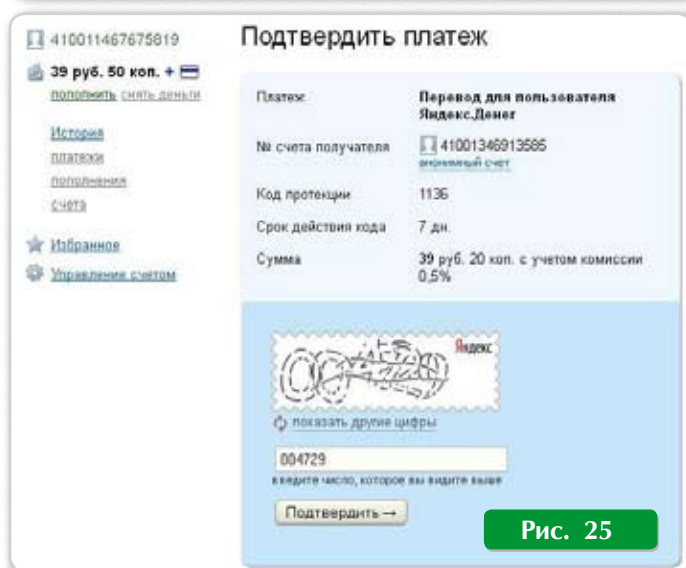 410011467675819
39 руб. 50 коп. +
пополнить снять деньги
История
платежи
пополнения
счета
Избранное
Управление счетом
Подтвердить платеж
Платеж Перевод для пользователя
Яндекс.Денег
№ счета получателя 41001346913585
анонимный счет
Код протекции 1136
Срок действия кода 7 дн.
Сумма 39 руб. 20 коп. с учетом комиссии
0,5%
Яндекс
показать другие цифры
004729
введите число, которое вы видите выше
Подтвердить →
Рис. 25